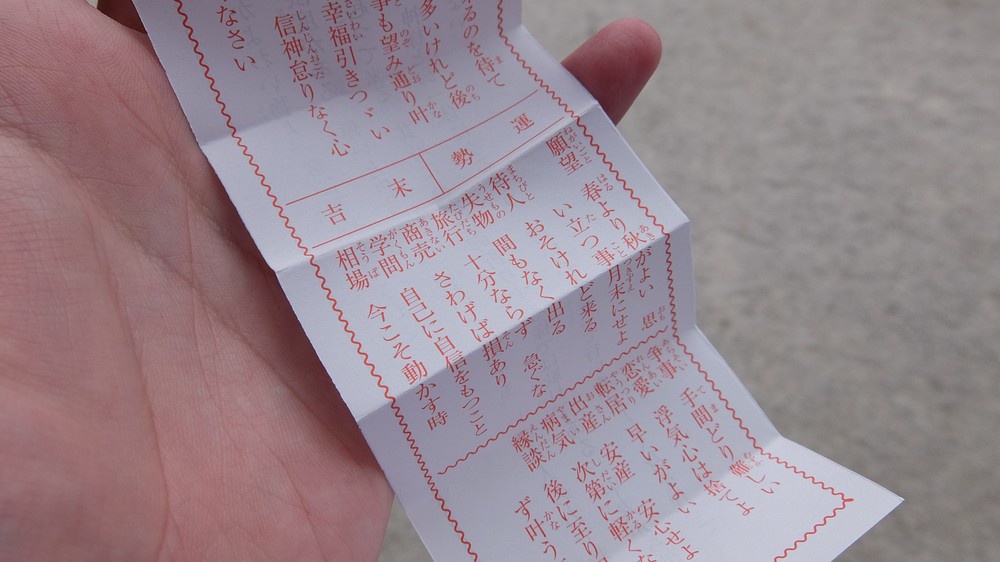 るのを待て
多いけれど後
事も望み通り叶
幸福引きつゞい
信神怠りなく心
なさい
運勢
末吉
願望 春より秋がよい 思
い立つ事月末にせよ
待人 おそけれど来る
失物 間もなく出る
旅行 十分ならず 急ぐな
商売 さわげば損あり
学問 自己に自信をもつこと
相場 今こそ動かす時
争事 手間どり難しい
恋愛 浮気心は捨てよ
転居 早いがよい
出産 安産 安心せよ
病気 次第に軽くな
縁談 後に至り
ず叶う